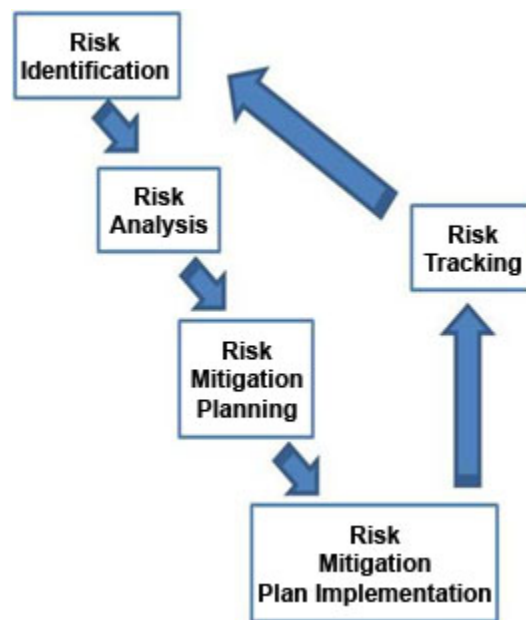 Risk
Identification
Risk
Analysis
Risk
Tracking
Risk
Mitigation
Planning
Risk
Mitigation
Plan Implementation